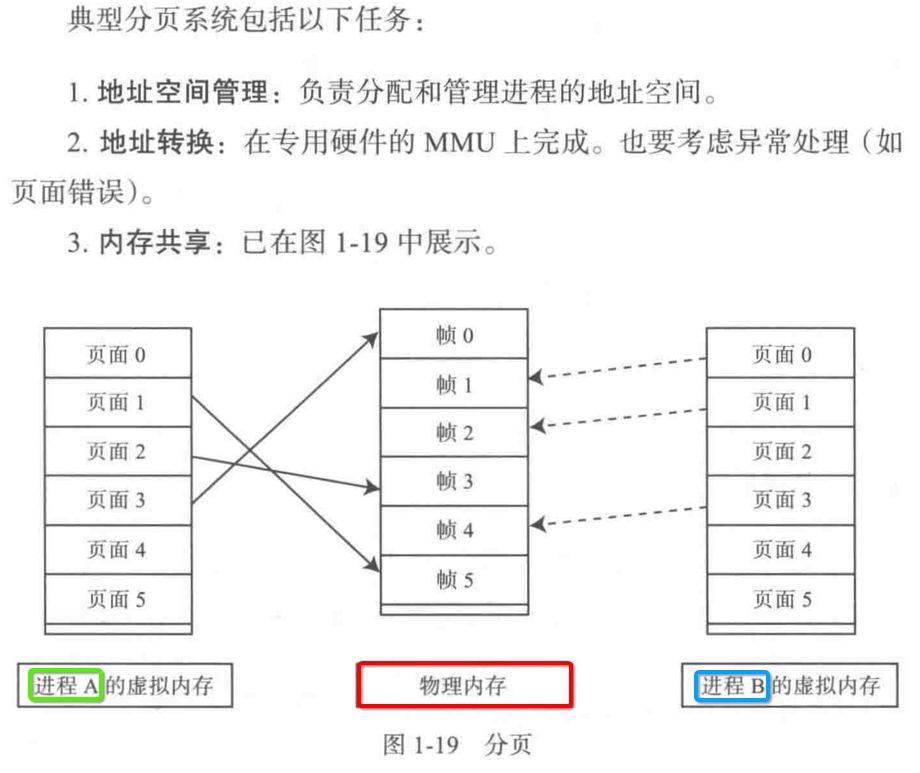 典型分页系统包括以下任务：
1. 地址空间管理：负责分配和管理进程的地址空间。
2. 地址转换：在专用硬件的 MMU 上完成。也要考虑异常处理（如
页面错误）。
3. 内存共享：已在图 1-19 中展示。
页面 0
页面 1
页面 2
页面 3
页面 4
页面 5
帧 0
帧 1
帧 2
帧 3
帧 4
帧 5
页面 0
页面 1
页面 2
页面 3
页面 4
页面 5
进程 A 的虚拟内存
物理内存
进程 B 的虚拟内存
图 1-19 分页